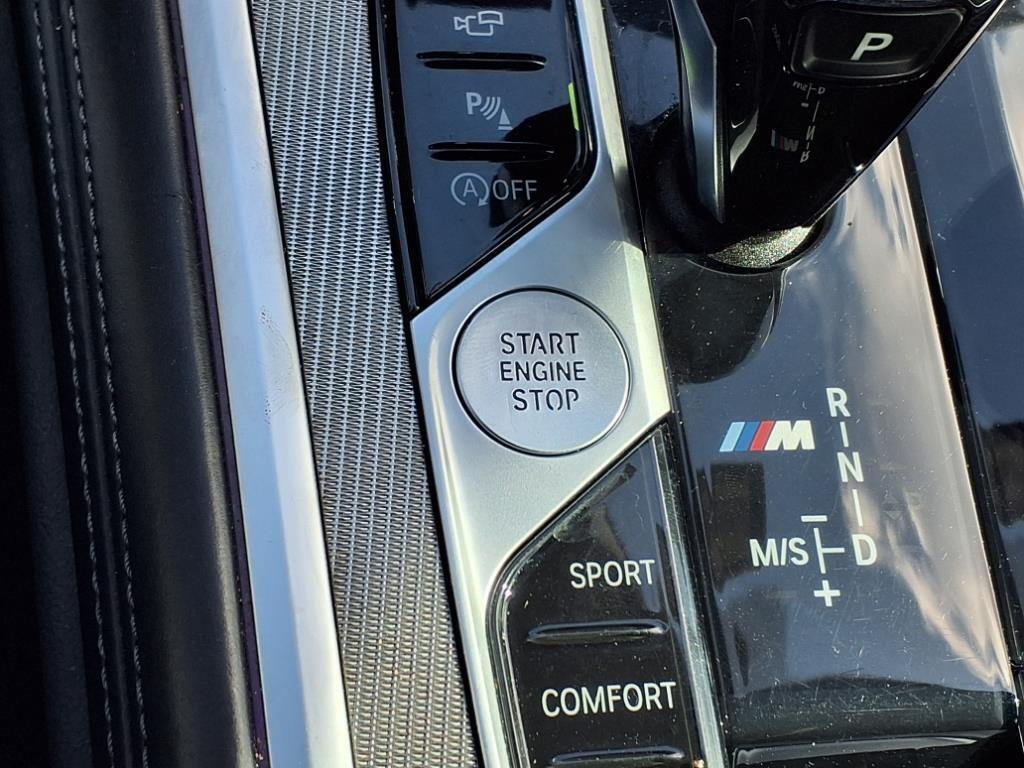 P
P
A OFF
START
ENGINE
STOP
M
R
N
M/S D
-
+
SPORT
COMFORT